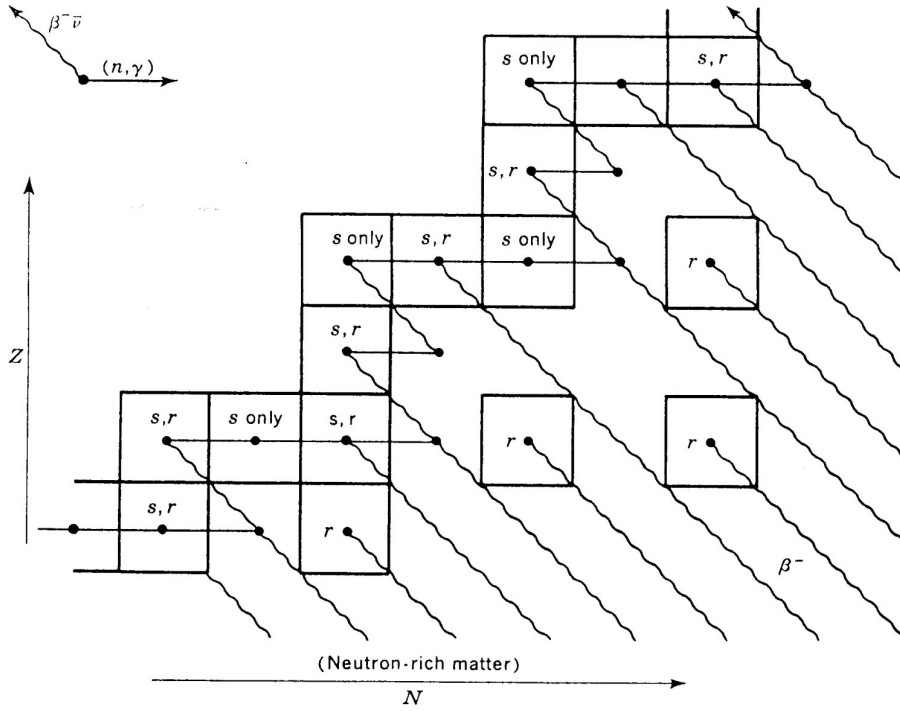 β⁻ν̄
(n,γ)
s only
s,r
s,r
s only
s,r
s only
r
Z
s,r
s,r
s only
s,r
r
r
s,r
r
β⁻
(Neutron-rich matter)
N